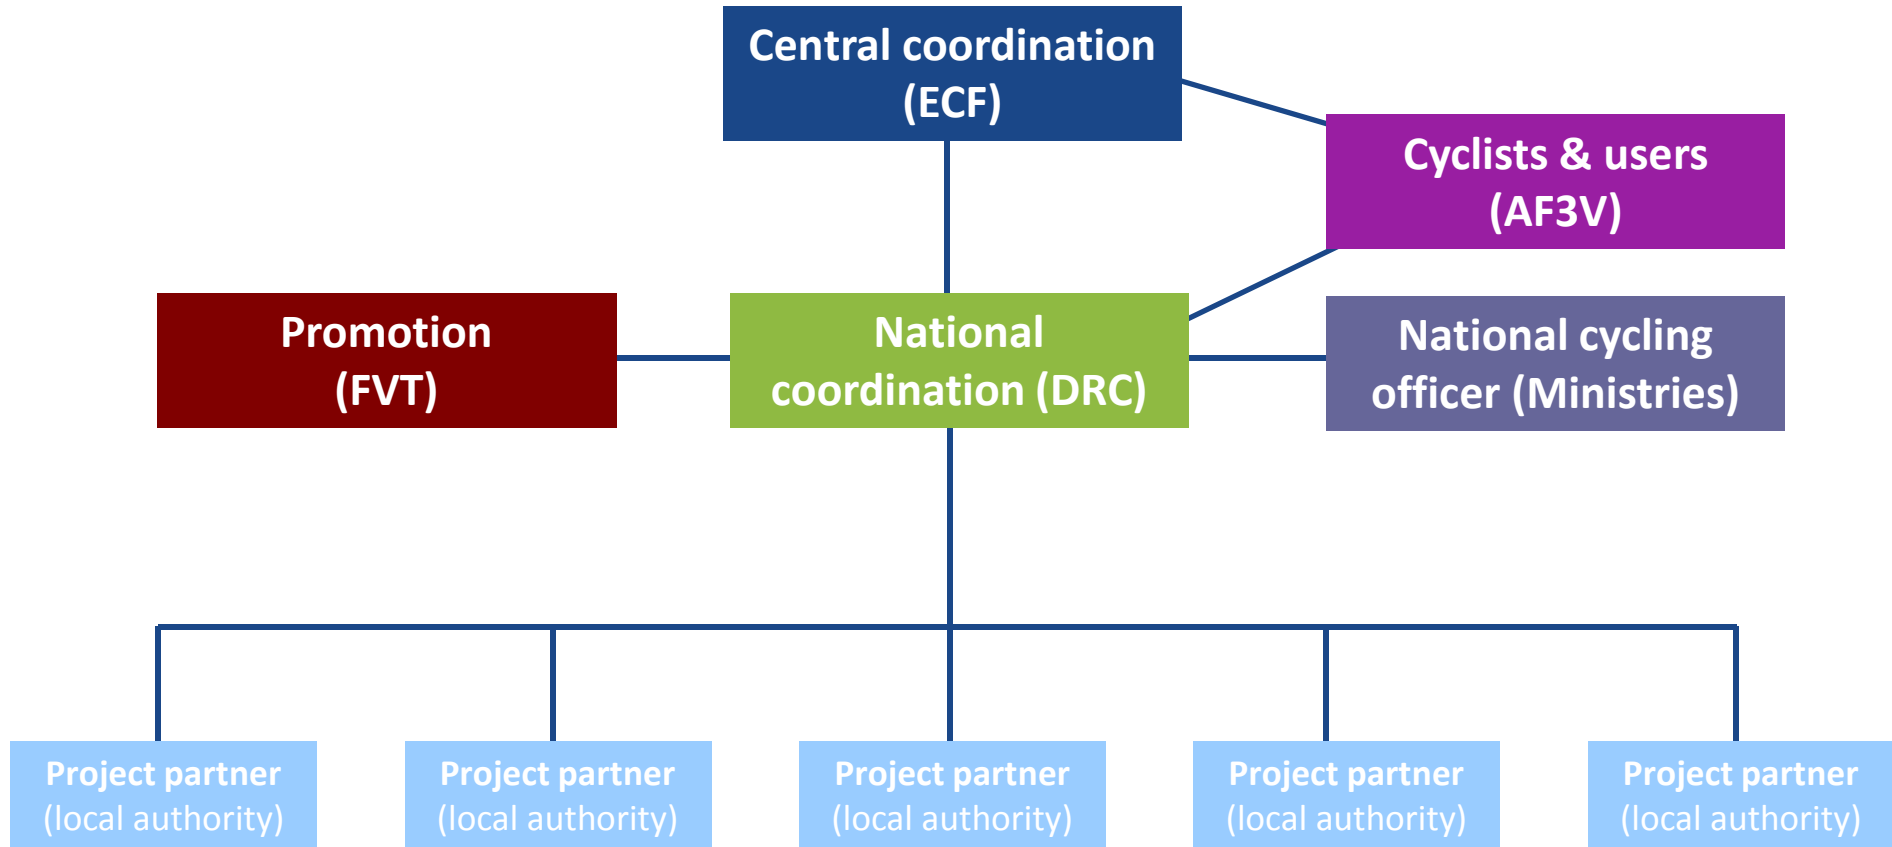 Central coordination
(ECF)
Cyclists & users
(AF3V)
Promotion
(FVT)
National
coordination (DRC)
National cycling
officer (Ministries)
Project partner
(local authority)
Project partner
(local authority)
Project partner
(local authority)
Project partner
(local authority)
Project partner
(local authority)